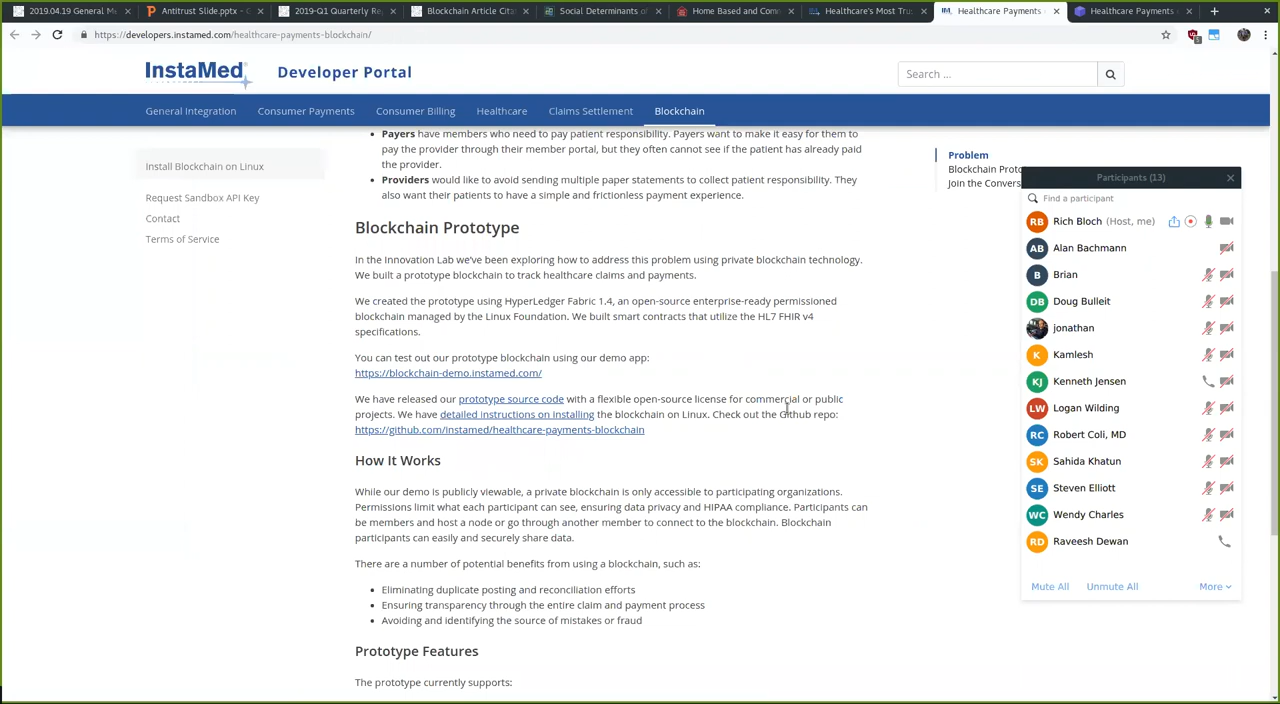 2019.04.19 General Me
Antitrust Slide.pptx -
2019-Q1 Quarterly Re
Blockchain Article Cita
Social Determinants o
Home Based and Com
Healthcare's Most Tru
Healthcare Payments
Healthcare Payments
https://developers.instamed.com/healthcare-payments-blockchain/
InstaMed
Developer Portal
Search ...
General Integration
Consumer Payments
Consumer Billing
Healthcare
Claims Settlement
Blockchain
Install Blockchain on Linux
Request Sandbox API Key
Contact
Terms of Service
• Payers have members who need to pay patient responsibility. Payers want to make it easy for them to
pay the provider through their member portal, but they often cannot see if the patient has already paid
the provider.
• Providers would like to avoid sending multiple paper statements to collect patient responsibility. They
also want their patients to have a simple and frictionless payment experience.
Blockchain Prototype
In the Innovation Lab we've been exploring how to address this problem using private blockchain technology.
We built a prototype blockchain to track healthcare claims and payments.
We created the prototype using HyperLedger Fabric 1.4, an open-source enterprise-ready permissioned
blockchain managed by the Linux Foundation. We built smart contracts that utilize the HL7 FHIR v4
specifications.
You can test out our prototype blockchain using our demo app:
https://blockchain-demo.instamed.com/
We have released our prototype source code with a flexible open-source license for commercial or public
projects. We have detailed instructions on installing the blockchain on Linux. Check out the Github repo:
https://github.com/instamed/healthcare-payments-blockchain
How It Works
While our demo is publicly viewable, a private blockchain is only accessible to participating organizations.
Permissions limit what each participant can see, ensuring data privacy and HIPAA compliance. Participants can
be members and host a node or go through another member to connect to the blockchain. Blockchain
participants can easily and securely share data.
There are a number of potential benefits from using a blockchain, such as:
• Eliminating duplicate posting and reconciliation efforts
• Ensuring transparency through the entire claim and payment process
• Avoiding and identifying the source of mistakes or fraud
Prototype Features
The prototype currently supports:
Problem
Blockchain Proto
Join the Convers
Participants (13)
Find a participant
RB Rich Bloch (Host, me)
AB Alan Bachmann
B Brian
DB Doug Bulleit
jonathan
K Kamlesh
KJ Kenneth Jensen
LW Logan Wilding
RC Robert Coli, MD
SK Sahida Khatun
SE Steven Elliott
WC Wendy Charles
RD Raveesh Dewan
Mute All Unmute All More